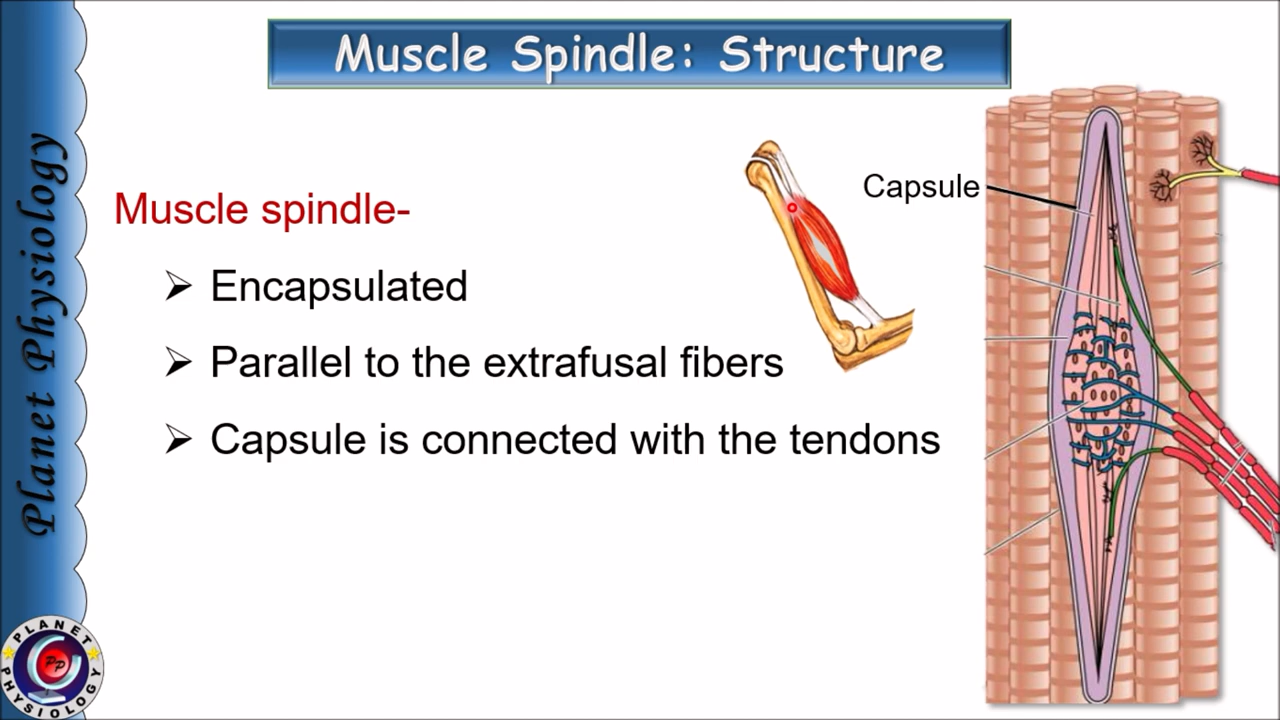 Muscle Spindle: Structure
Planet Physiology
Muscle spindle-
➢ Encapsulated
➢ Parallel to the extrafusal fibers
➢ Capsule is connected with the tendons
Capsule
PLANET
PP
PHYSIOLOGY